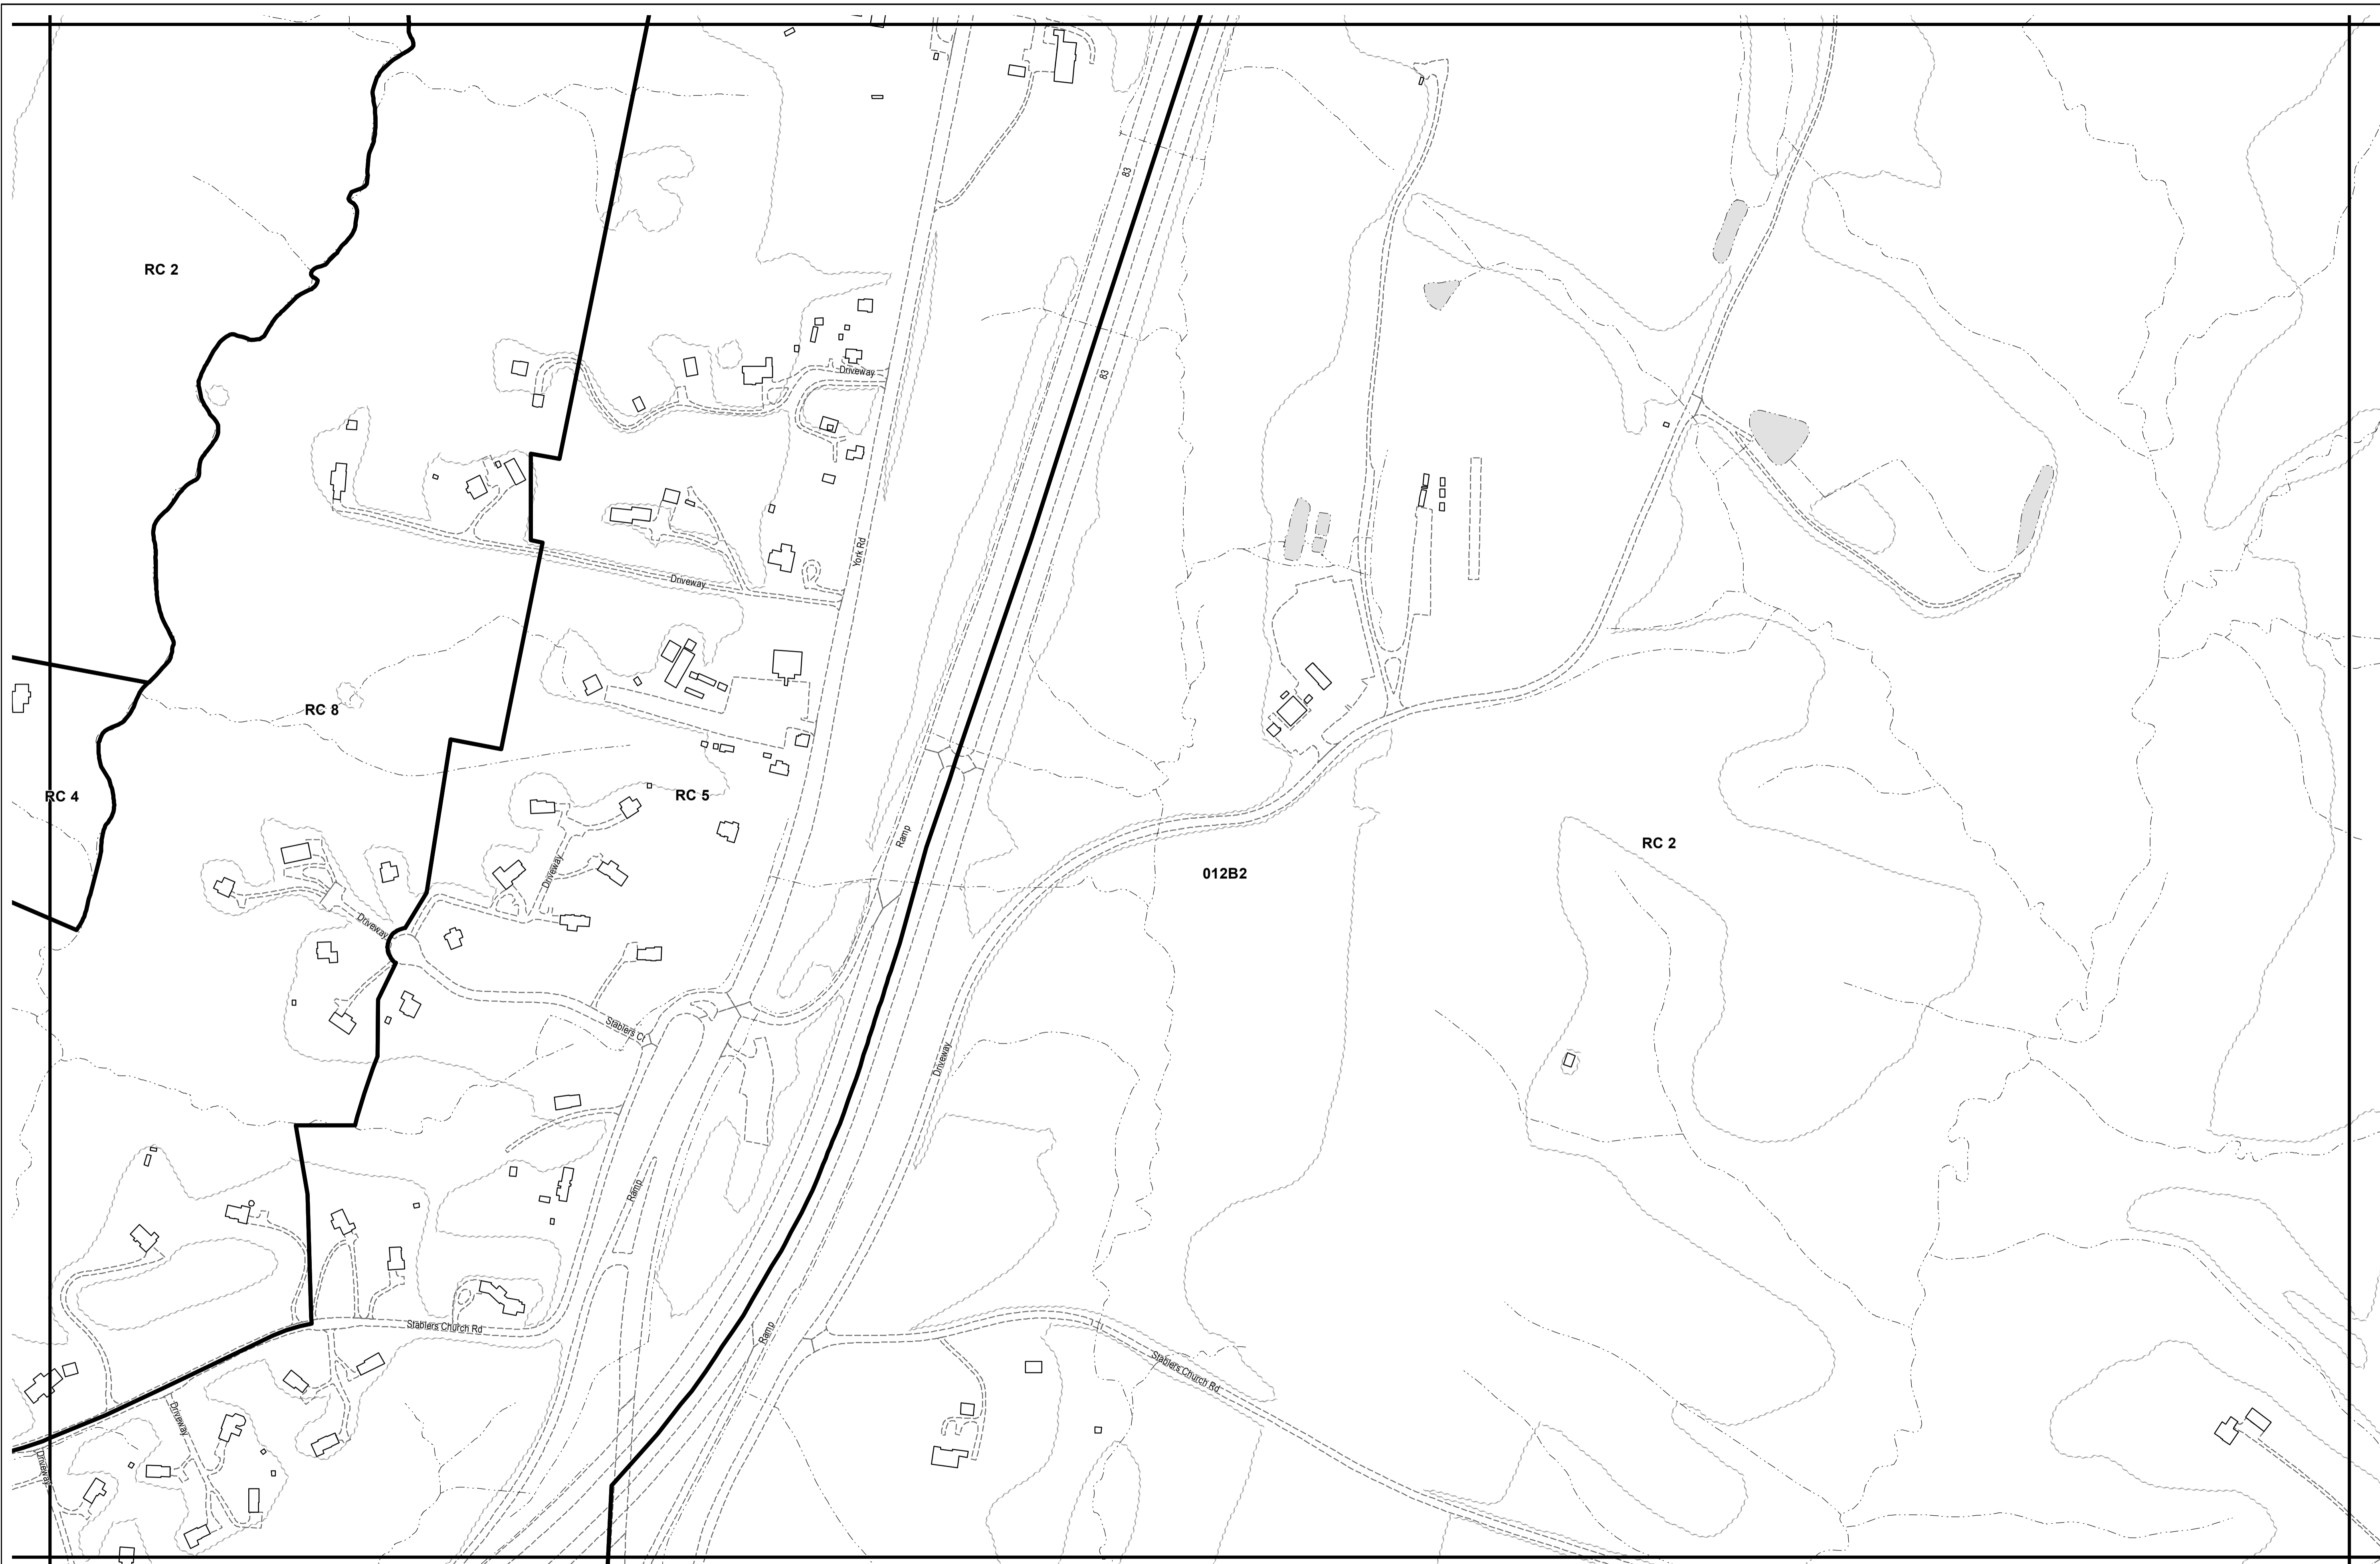 83
RC 2
Driveway
83
York Rd
Driveway
RC 8
RC 4
RC 5
Ramp
RC 2
012B2
Driveway
Driveway
Stablers Ct
Driveway
Ramp
Stablers Church Rd
Ramp
Stablers Church Rd
Driveway
Driveway